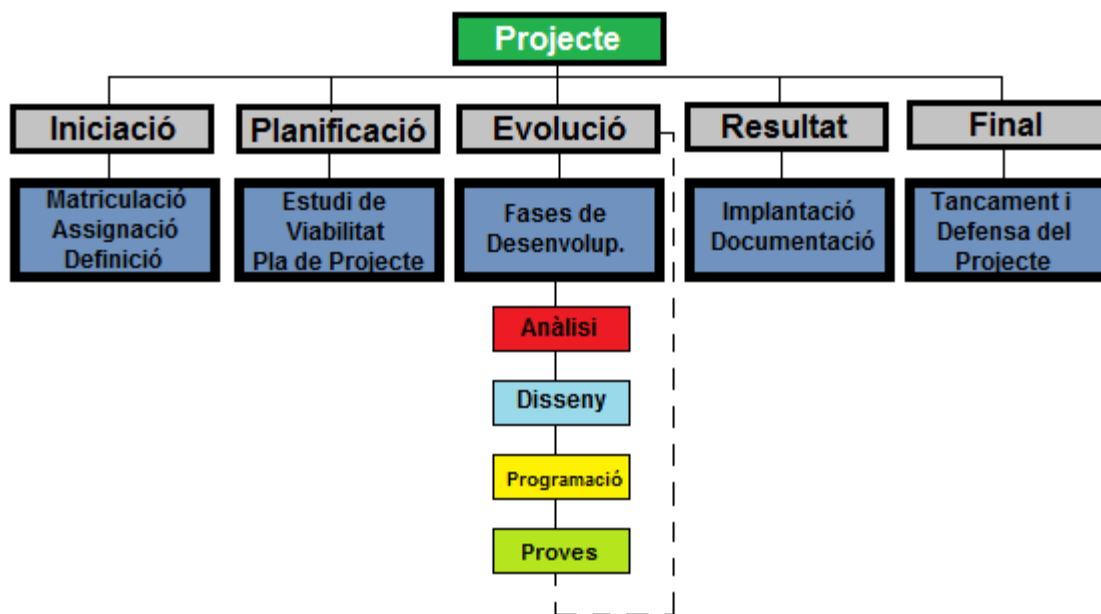 Projecte
Iniciació
Planificació
Evolució
Resultat
Final
Matriculació
Assignació
Definició
Estudi de
Viabilitat
Pla de Projecte
Fases de
Desenvolup.
Implantació
Documentació
Tancament i
Defensa del
Projecte
Anàlisi
Disseny
Programació
Proves